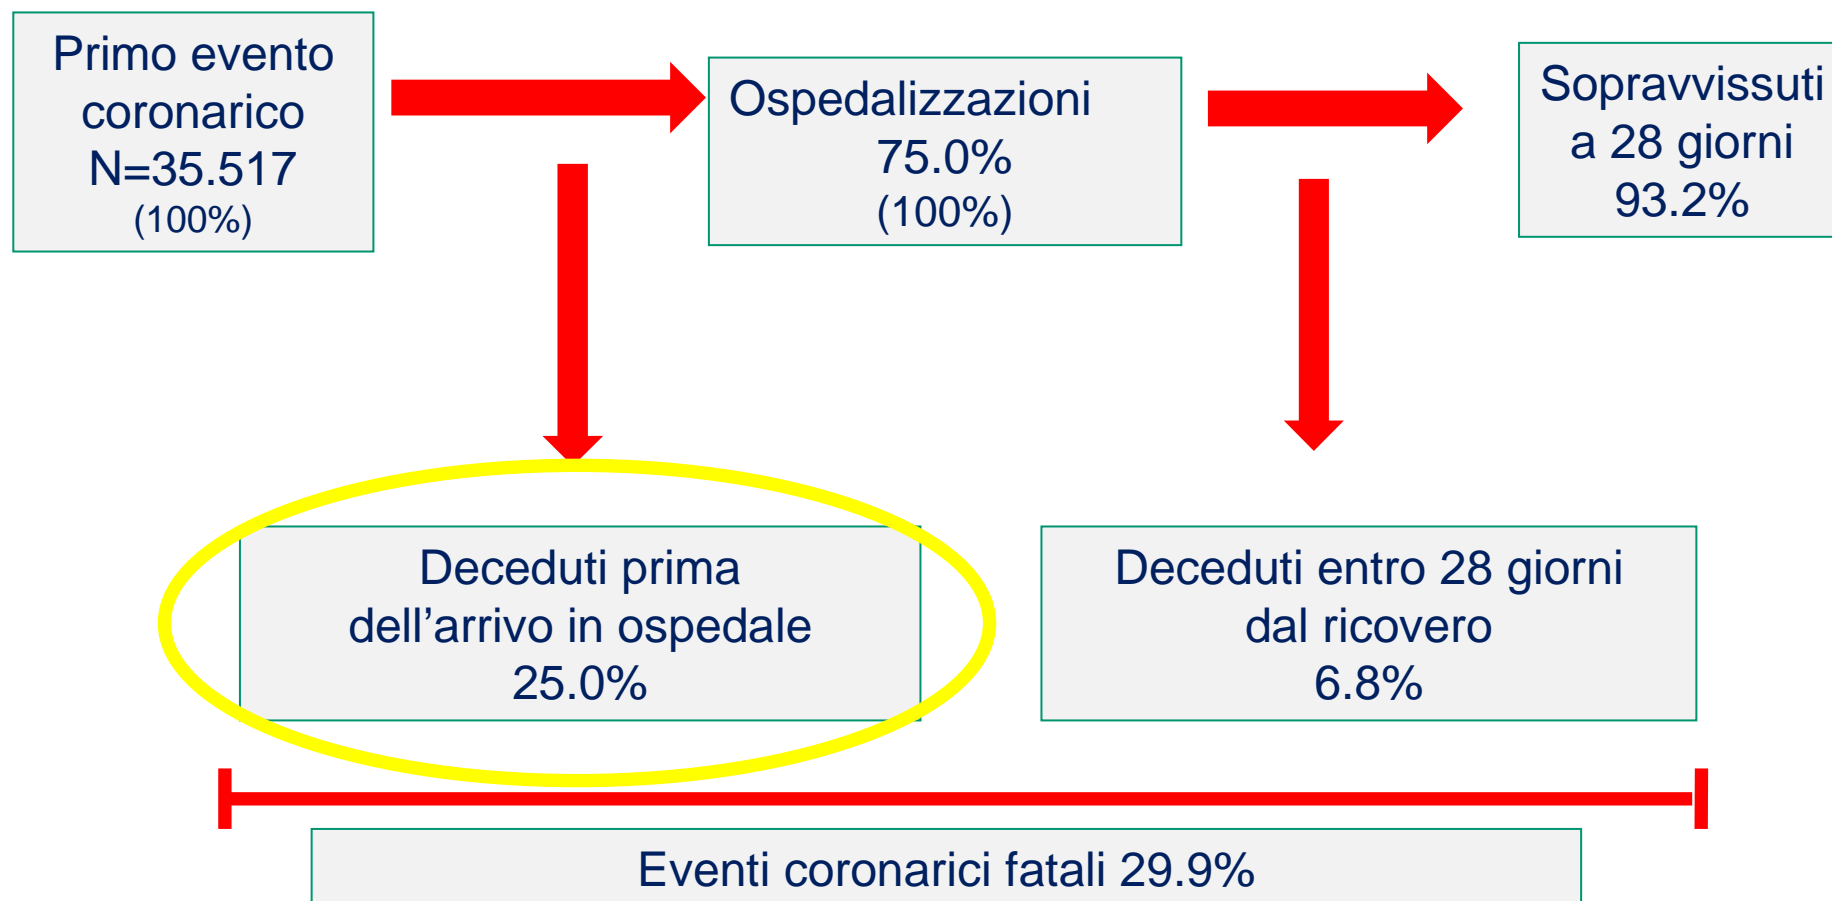 Primo evento
coronarico
N=35.517
(100%)
Ospedalizzazioni
75.0%
(100%)
Sopravvissuti
a 28 giorni
93.2%
Deceduti prima
dell’arrivo in ospedale
25.0%
Deceduti entro 28 giorni
dal ricovero
6.8%
Eventi coronarici fatali 29.9%